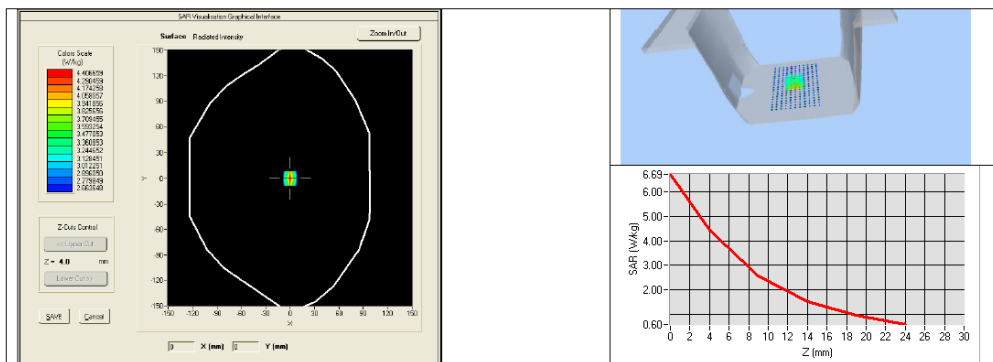 SAR Visualisation Graphical Interface
Surface Radiated Intensity
Zoom In/Out
Colors Scale
(W/kg)
4.406659
4.290459
4.174259
4.058057
3.941856
3.825656
3.709455
3.593254
3.477053
3.360853
3.244652
3.128451
3.012251
2.896050
2.779849
2.663648
150
120
90
60
30
0
-30
-60
-90
-120
-150
Y
-150 -120 -90 -60 -30 0 30 60 90 120 150
X
Z-Cuts Control
<< Upper Cut
Z = 4.0 mm
Lower Cut >>
SAVE Cancel
0 X (mm) 0 Y (mm)
6.69
6.00
5.00
4.00
3.00
2.00
0.60
SAR (W/kg)
0 2 4 6 8 10 12 14 16 18 20 22 24 26 28 30
Z (mm)